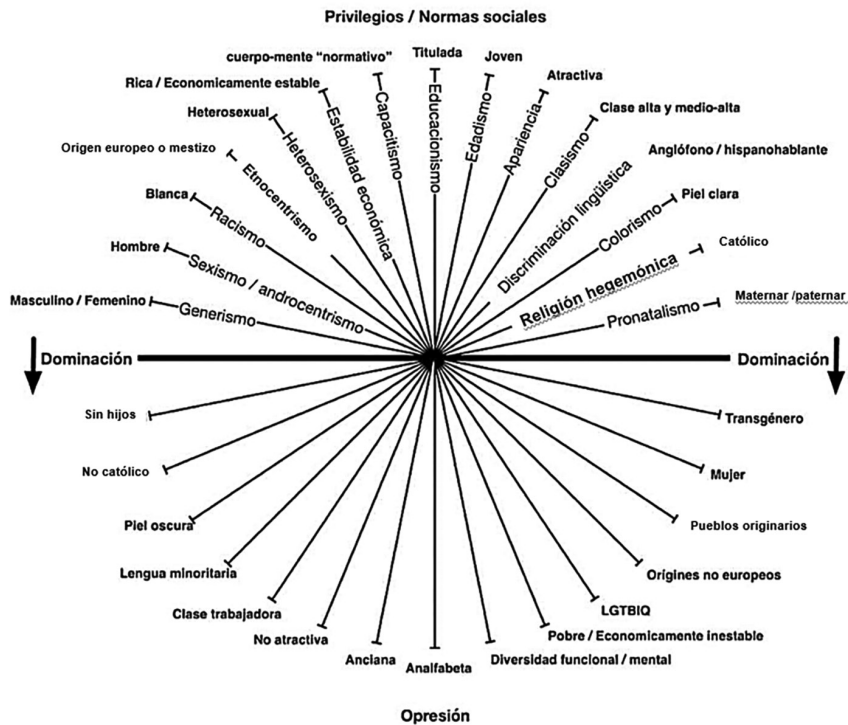 Privilegios / Normas sociales
cuerpo-mente “normativo”
Titulada
Joven
Rica / Economicamente estable
Atractiva
Heterosexual
Clase alta y medio-alta
Origen europeo o mestizo
Anglófono / hispanohablante
Blanca
Piel clara
Hombre
Católico
Masculino / Femenino
Maternar /paternar
Generismo
Sexismo / androcentrismo
Racismo
Etnocentrismo
Heterosexismo
Estabilidad económica
Capacitismo
Educacionismo
Edadismo
Apariencia
Clasismo
Discriminación lingüística
Colorismo
Religión hegemónica
Pronatalismo
Dominación
Dominación
Sin hijos
Transgénero
No católico
Mujer
Piel oscura
Pueblos originarios
Lengua minoritaria
Orígines no europeos
Clase trabajadora
LGTBIQ
No atractiva
Pobre / Economicamente inestable
Anciana
Analfabeta
Diversidad funcional / mental
Opresión